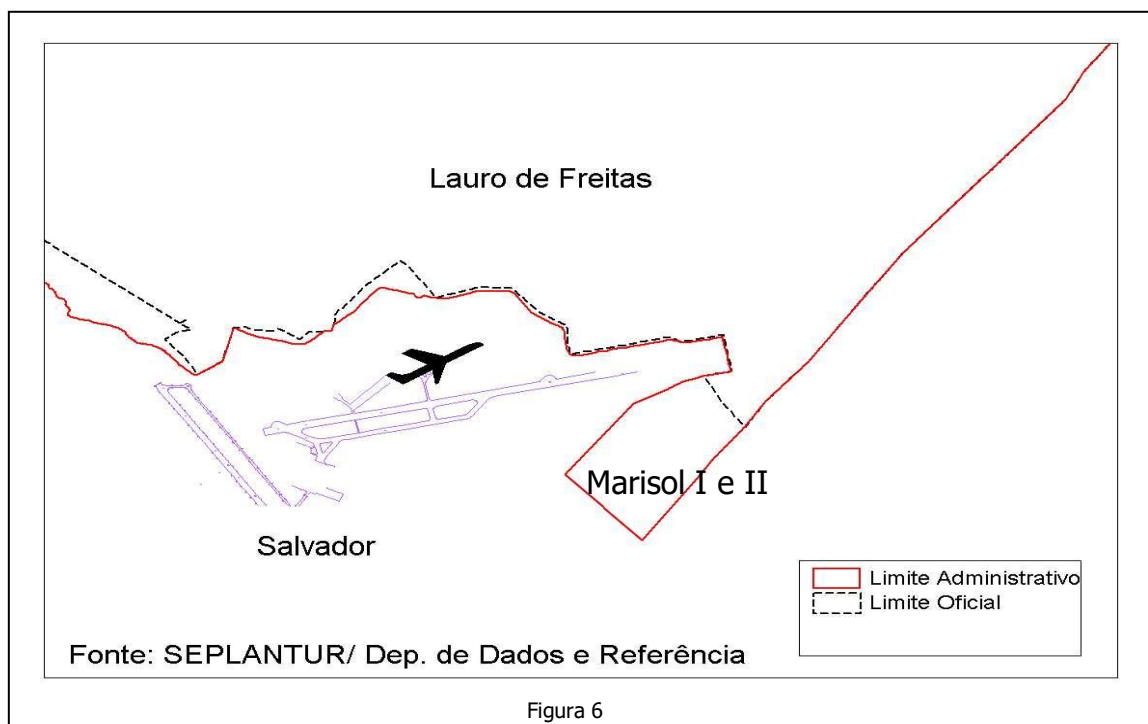 Lauro de Freitas
Marisol I e II
Salvador
Limite Administrativo
Limite Oficial
Fonte: SEPLANTUR/ Dep. de Dados e Referência
Figura 6